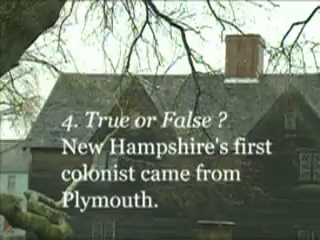 4. True or False ?
New Hampshire's first
colonist came from
Plymouth.